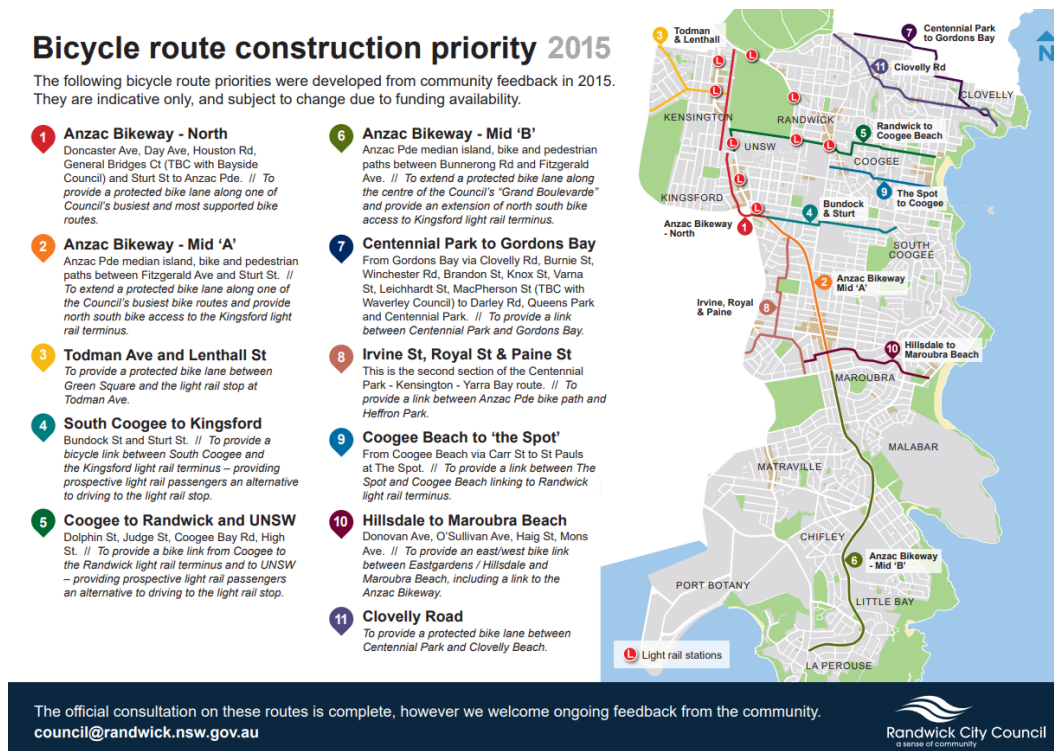 Bicycle route construction priority 2015
The following bicycle route priorities were developed from community feedback in 2015.
They are indicative only, and subject to change due to funding availability.
1
Anzac Bikeway - North
Doncaster Ave, Day Ave, Houston Rd,
General Bridges Ct (TBC with Bayside
Council) and Sturt St to Anzac Pde. // To
provide a protected bike lane along one of
Council's busiest and most supported bike
routes.
2
Anzac Bikeway - Mid 'A'
Anzac Pde median island, bike and pedestrian
paths between Fitzgerald Ave and Sturt St. //
To extend a protected bike lane along one of
the Council's busiest bike routes and provide
north south bike access to the Kingsford light
rail terminus.
3
Todman Ave and Lenthall St
To provide a protected bike lane between
Green Square and the light rail stop at
Todman Ave.
4
South Coogee to Kingsford
Bundock St and Sturt St. // To provide a
bicycle link between South Coogee and
the Kingsford light rail terminus – providing
prospective light rail passengers an alternative
to driving to the light rail stop.
5
Coogee to Randwick and UNSW
Dolphin St, Judge St, Coogee Bay Rd, High
St. // To provide a bike link from Coogee to
the Randwick light rail terminus and to UNSW
– providing prospective light rail passengers
an alternative to driving to the light rail stop.
6
Anzac Bikeway - Mid 'B'
Anzac Pde median island, bike and pedestrian
paths between Bunnerong Rd and Fitzgerald
Ave. // To extend a protected bike lane along
the centre of the Council's "Grand Boulevarde"
and provide an extension of north south bike
access to Kingsford light rail terminus.
7
Centennial Park to Gordons Bay
From Gordons Bay via Clovelly Rd, Burnie St,
Winchester Rd, Brandon St, Knox St, Varna
St, Leichhardt St, MacPherson St (TBC with
Waverley Council) to Darley Rd, Queens Park
and Centennial Park. // To provide a link
between Centennial Park and Gordons Bay.
8
Irvine St, Royal St & Paine St
This is the second section of the Centennial
Park - Kensington - Yarra Bay route. // To
provide a link between Anzac Pde bike path and
Heffron Park.
9
Coogee Beach to 'the Spot'
From Coogee Beach via Carr St to St Pauls
at The Spot. // To provide a link between The
Spot and Coogee Beach linking to Randwick
light rail terminus.
10
Hillsdale to Maroubra Beach
Donovan Ave, O'Sullivan Ave, Haig St, Mons
Ave. // To provide an east/west bike link
between Eastgardens / Hillsdale and
Maroubra Beach, including a link to the
Anzac Bikeway.
11
Clovelly Road
To provide a protected bike lane between
Centennial Park and Clovelly Beach.
3
Todman
& Lenthall
7
Centennial Park
to Gordons Bay
N
11
Clovelly Rd
CLOVELLY
L
L
L
L
KENSINGTON
RANDWICK
5
Randwick to
Coogee Beach
L
L
L
UNSW
COOGEE
L
KINGSFORD
9
The Spot
to Coogee
Bundock
& Sturt
4
L
Anzac Bikeway
- North
1
SOUTH
COOGEE
2
Anzac Bikeway
Mid 'A'
Irvine, Royal
& Paine
8
10
Hillsdale to
Maroubra Beach
MAROUBRA
MALABAR
MATRAVILLE
CHIFLEY
6
Anzac Bikeway
- Mid 'B'
PORT BOTANY
LITTLE BAY
L Light rail stations
LA PEROUSE
The official consultation on these routes is complete, however we welcome ongoing feedback from the community.
council@randwick.nsw.gov.au
Randwick City Council
a sense of community